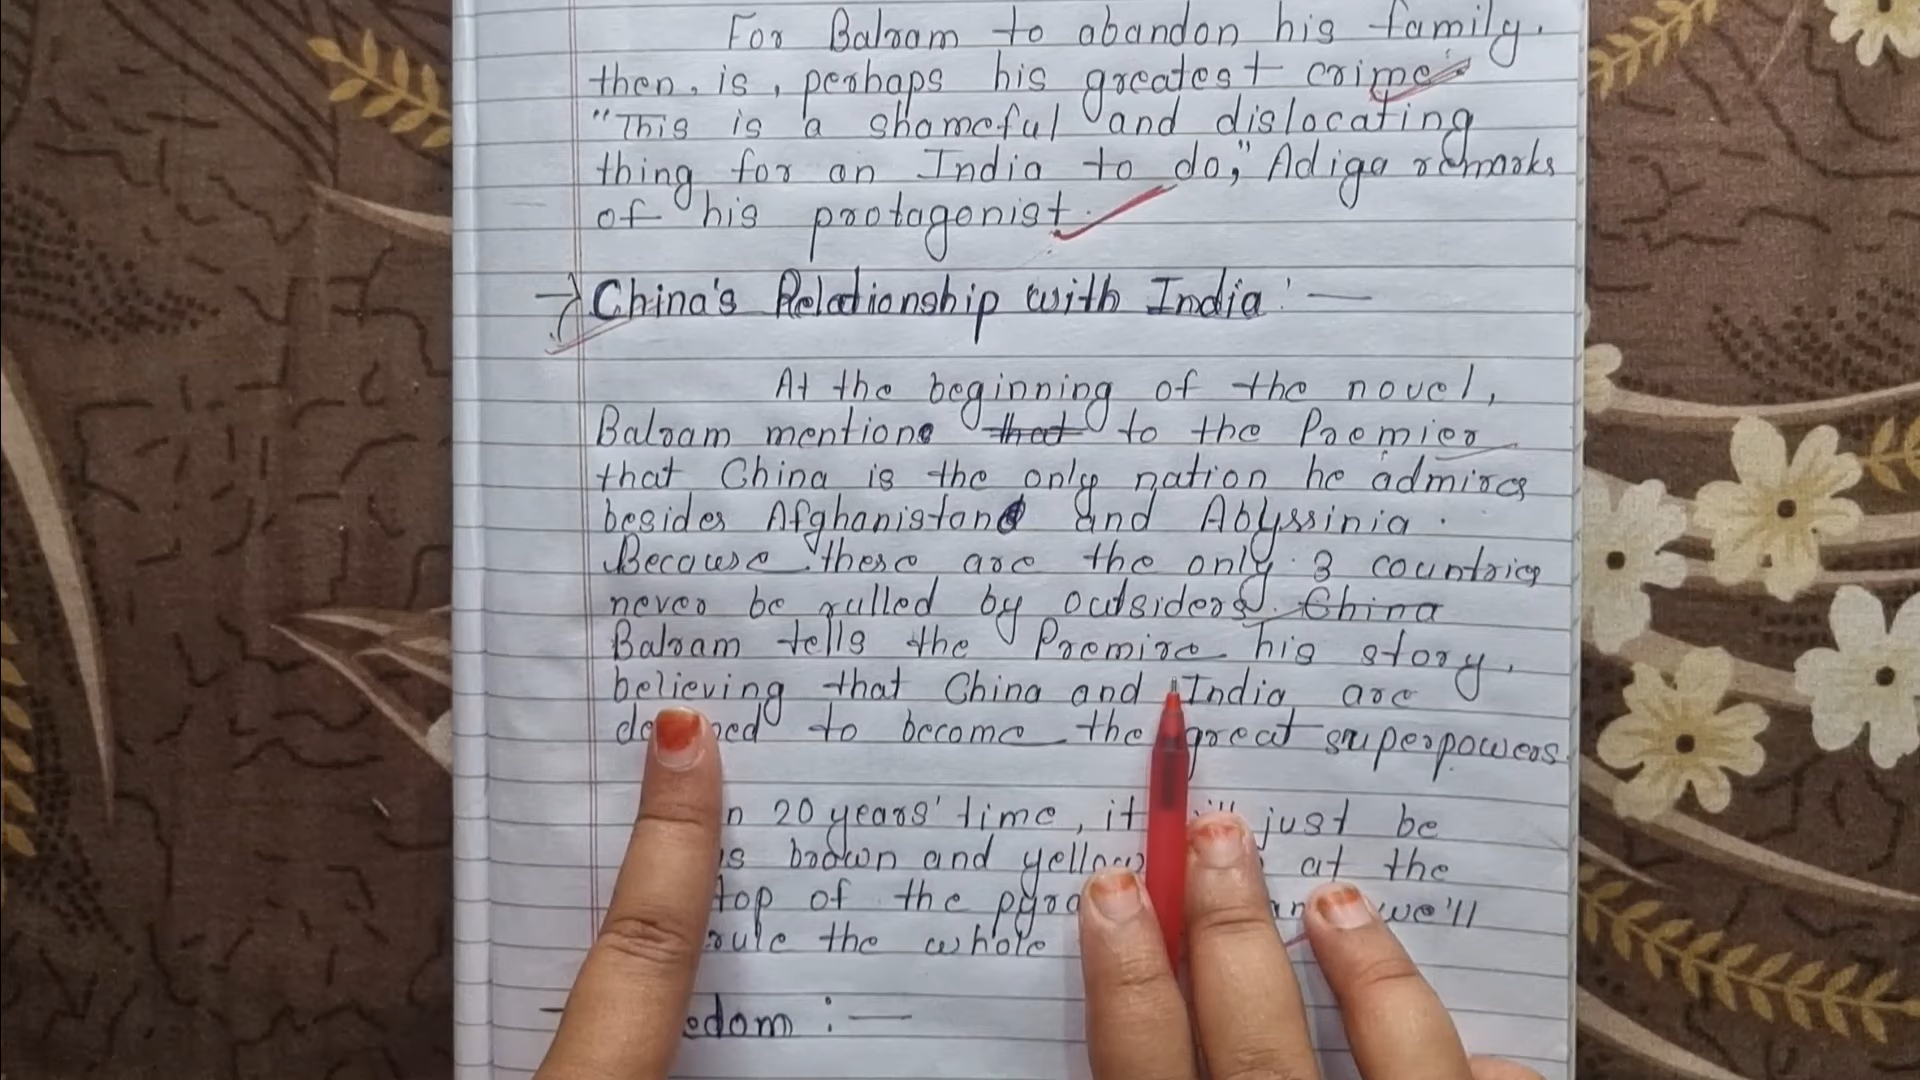 For Balram to abandon his family.
then, is, perhaps his greatest crime
"This is a shameful and dislocating
thing for an India to do," Adiga remarks
of his protagonist.
→ China's Relationship with India :—
At the beginning of the novel,
Balram mention to the Premier
that China is the only nation he admires
besides Afghanistan and Abyssinia.
Because these are the only 3 countries
never be rulled by outsiders. China
Balram tells the Premire his story,
believing that China and India are
to become the great superpowers
20 years' time, it just be
brown and yellow at the
top of the we'll
rule the whole
:—